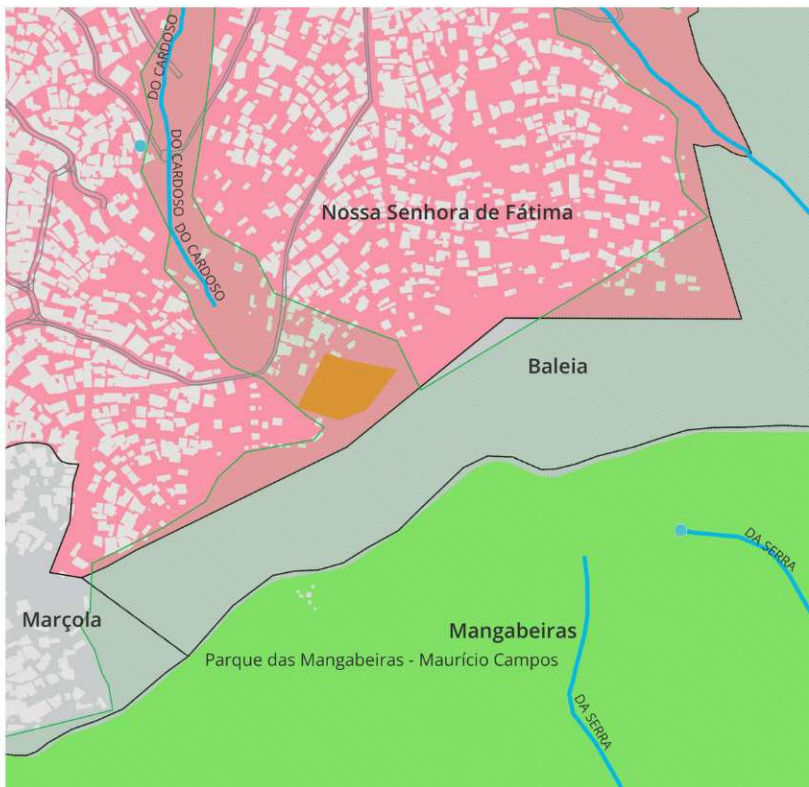 DO CARDOSO
DO CARDOSO
DO CARDOSO
Nossa Senhora de Fátima
Baleia
DA SERRA
Marçola
Mangabeiras
Parque das Mangabeiras - Maurício Campos
DA SERRA